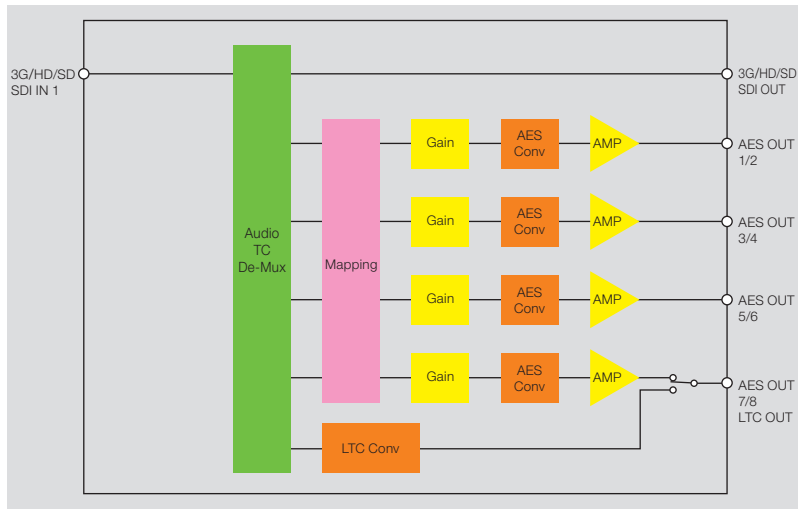 3G/HD/SD
SDI IN 1
3G/HD/SD
SDI OUT
Audio
TC
De-Mux
Mapping
Gain
AES
Conv
AMP
AES OUT
1/2
Gain
AES
Conv
AMP
AES OUT
3/4
Gain
AES
Conv
AMP
AES OUT
5/6
Gain
AES
Conv
AMP
AES OUT
7/8
LTC OUT
LTC Conv